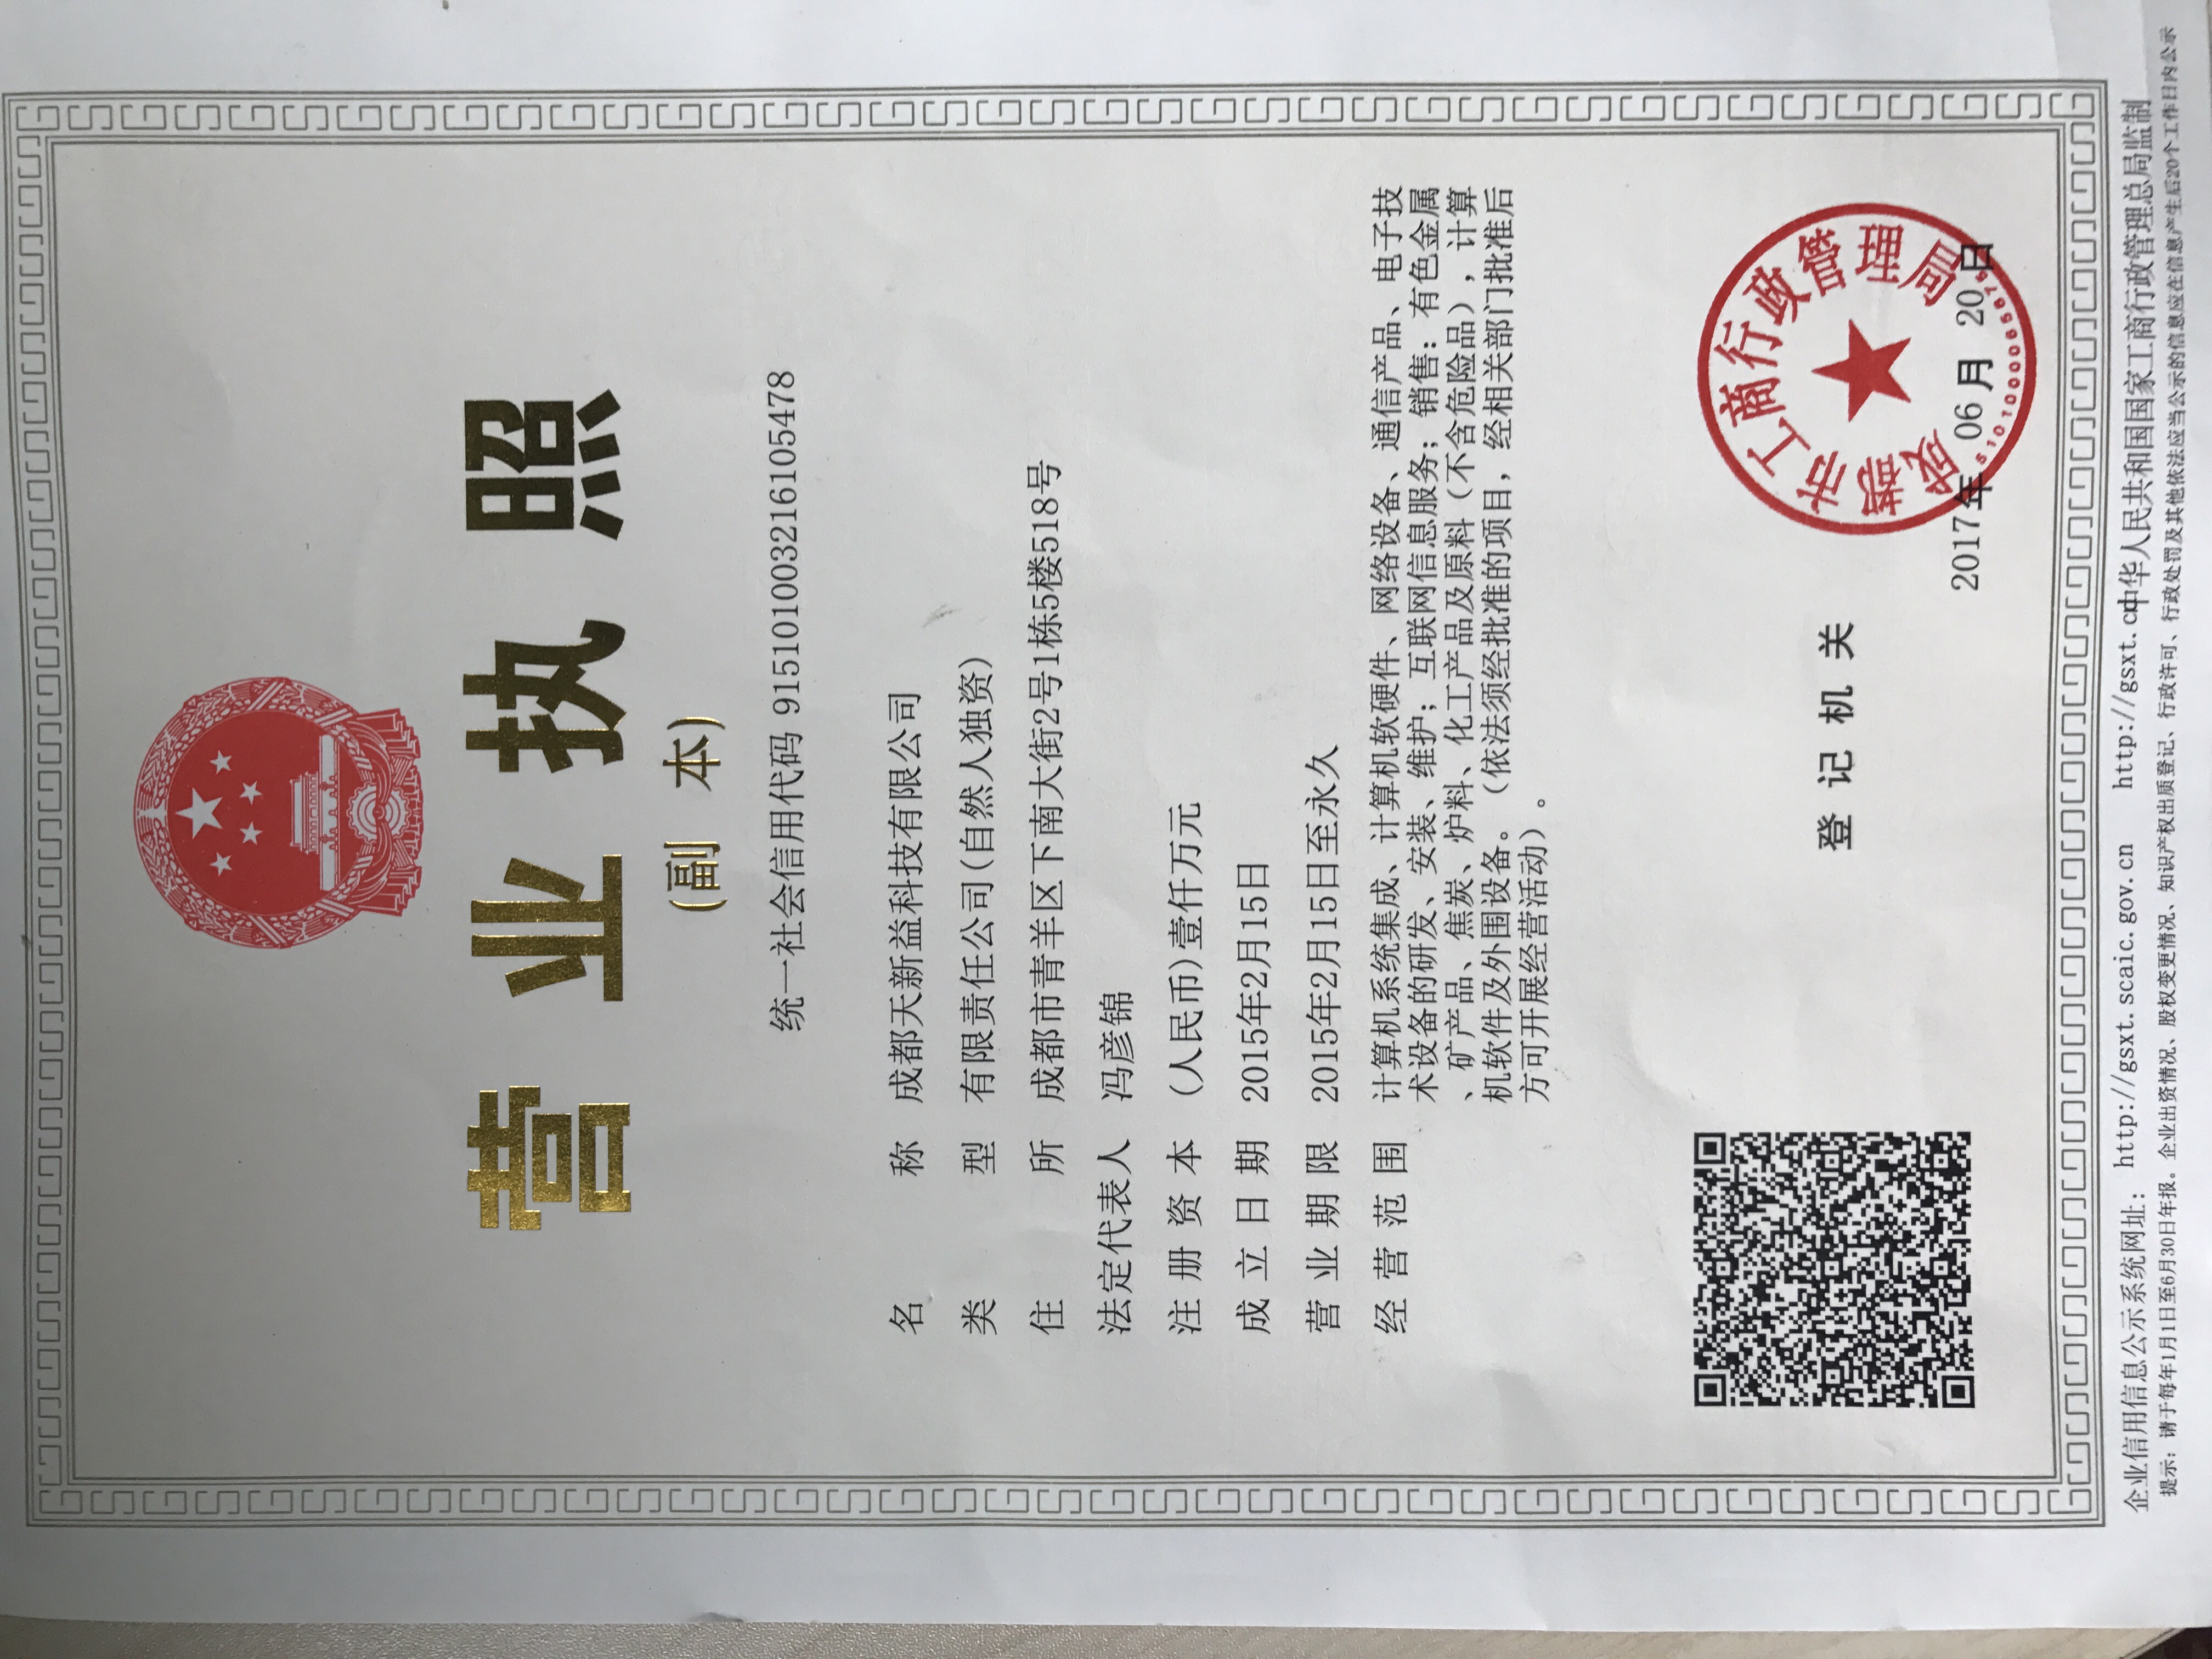 营业执照
(副 本)
统一社会信用代码 915101003216105478
名 称 成都天新益科技有限公司
类 型 有限责任公司(自然人独资)
住 所 成都市青羊区下南大街2号1栋5楼518号
法定代表人 冯彦锦
注册资本 (人民币)壹仟万元
成立日期 2015年2月15日
营业期限 2015年2月15日至永久
经营范围 计算机系统集成、计算机软硬件、网络设备、通信产品、电子技
术设备的研发、安装、维护；互联网信息服务；销售：有色金属
、矿产品、焦炭、炉料、化工产品及原料（不含危险品），计算
机软件及外围设备。（依法须经批准的项目，经相关部门批准后
方可开展经营活动）。
登记机关
成都市工商行政管理局
2017年 06月 20日
5101000065675
企业信用信息公示系统网址： http://gsxt.scaic.gov.cn http://gsxt.cd 中华人民共和国国家工商行政管理总局监制
提示：请于每年1月1日至6月30日年报。企业出资情况、股权变更情况、知识产权出质登记、行政许可、行政处罚及其他依法应当公示的信息应在信息产生后20个工作日内公示